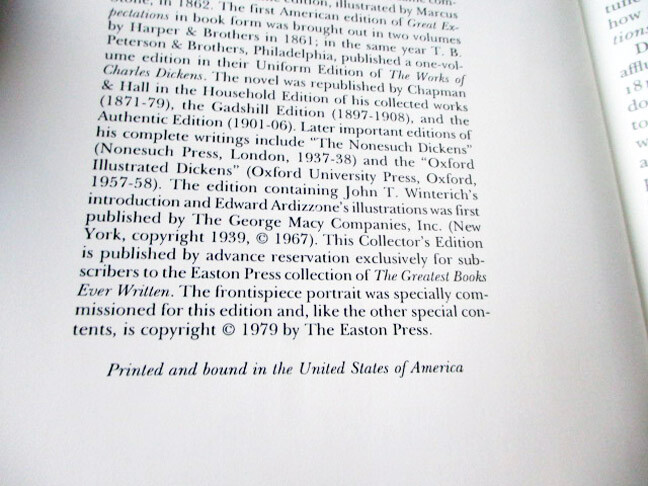 Stone, in 1862. The first American edition of Great Ex-
pectations in book form was brought out in two volumes
by Harper & Brothers in 1861; in the same year T. B.
Peterson & Brothers, Philadelphia, published a one-vol-
ume edition in their Uniform Edition of The Works of
Charles Dickens. The novel was republished by Chapman
& Hall in the Household Edition of his collected works
(1871-79), the Gadshill Edition (1897-1908), and the
Authentic Edition (1901-06). Later important editions of
his complete writings include “The Nonesuch Dickens”
(Nonesuch Press, London, 1937-38) and the “Oxford
Illustrated Dickens” (Oxford University Press, Oxford,
1957-58). The edition containing John T. Winterich's
introduction and Edward Ardizzone's illustrations was first
published by The George Macy Companies, Inc. (New
York, copyright 1939, © 1967). This Collector's Edition
is published by advance reservation exclusively for sub-
scribers to the Easton Press collection of The Greatest Books
Ever Written. The frontispiece portrait was specially com-
missioned for this edition and, like the other special con-
tents, is copyright © 1979 by The Easton Press.
Printed and bound in the United States of America
how